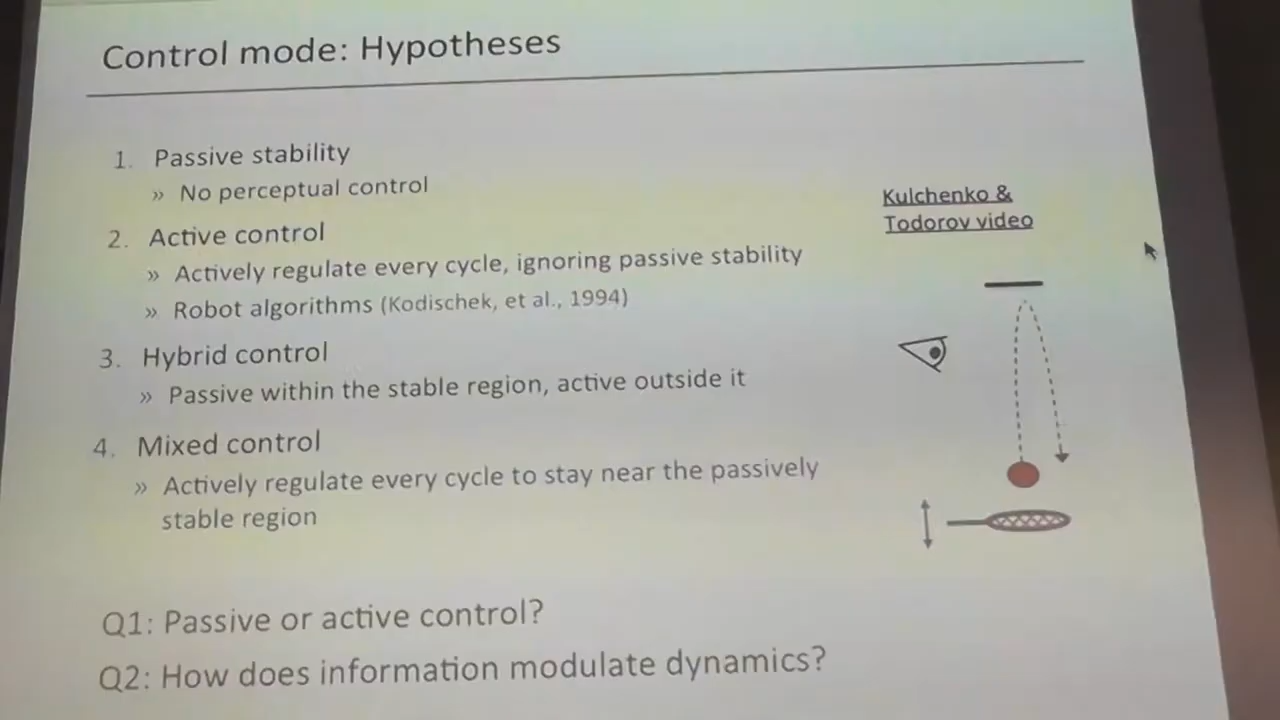 Control mode: Hypotheses
1. Passive stability
» No perceptual control
2. Active control
» Actively regulate every cycle, ignoring passive stability
» Robot algorithms (Kodischek, et al., 1994)
3. Hybrid control
» Passive within the stable region, active outside it
4. Mixed control
» Actively regulate every cycle to stay near the passively
stable region
Kulchenko &
Todorov video
Q1: Passive or active control?
Q2: How does information modulate dynamics?